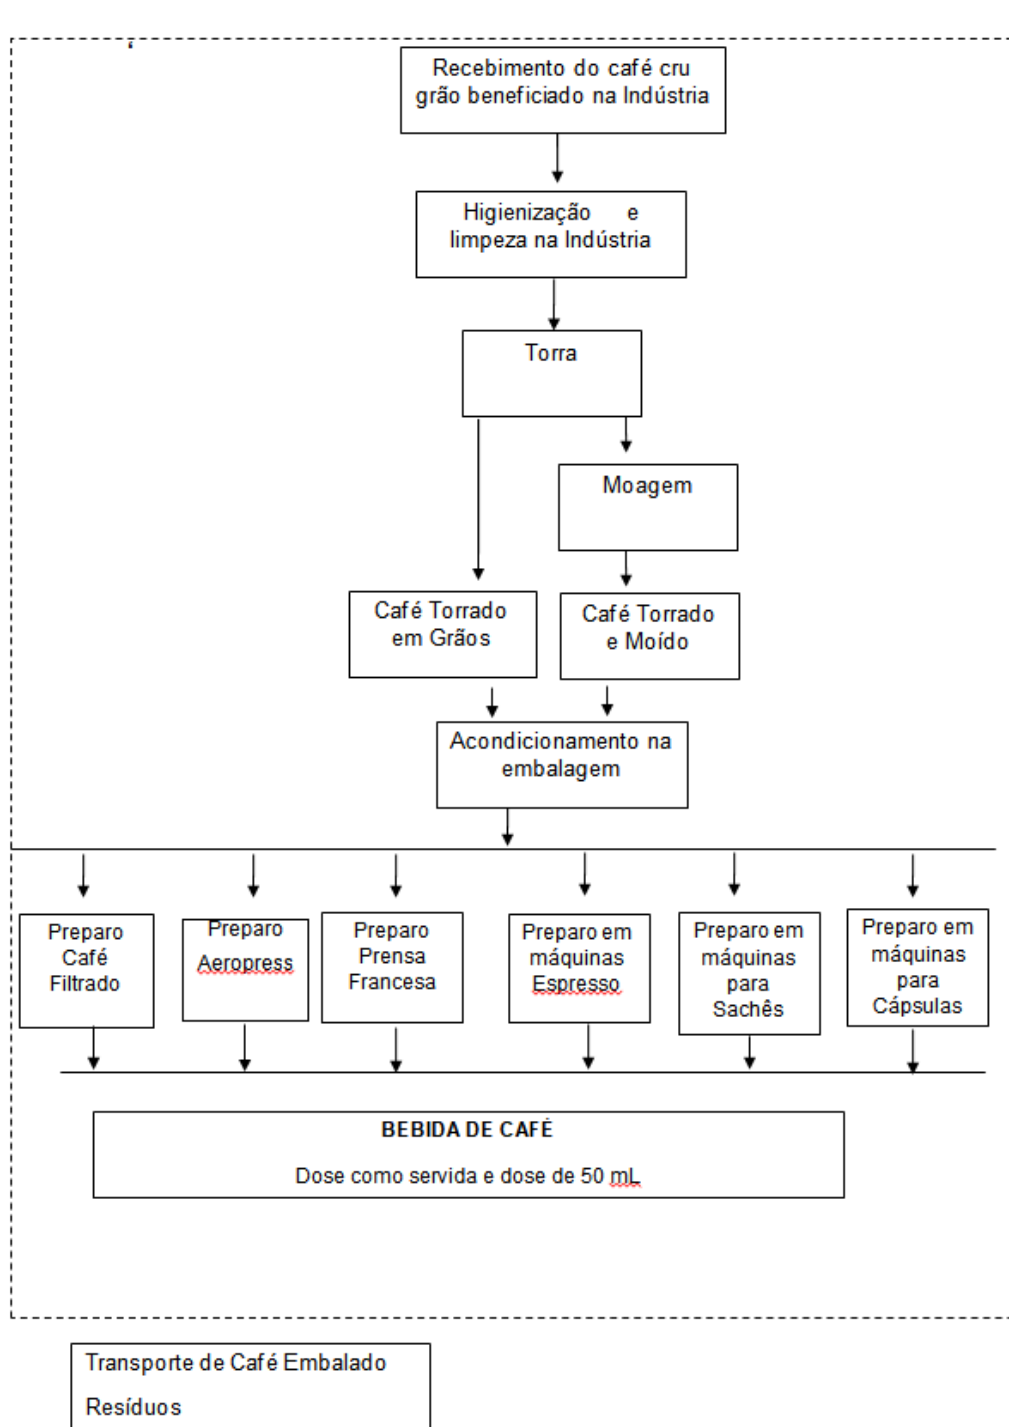 Recebimento do café cru
grão beneficiado na Indústria
Higienização e
limpeza na Indústria
Torra
Moagem
Café Torrado
em Grãos
Café Torrado
e Moído
Acondicionamento na
embalagem
Preparo
Café
Filtrado
Preparo
Aeropress
Preparo
Prensa
Francesa
Preparo em
máquinas
Espresso
Preparo em
máquinas
para
Sachês
Preparo em
máquinas
para
Cápsulas
BEBIDA DE CAFÉ
Dose como servida e dose de 50 mL
Transporte de Café Embalado
Resíduos